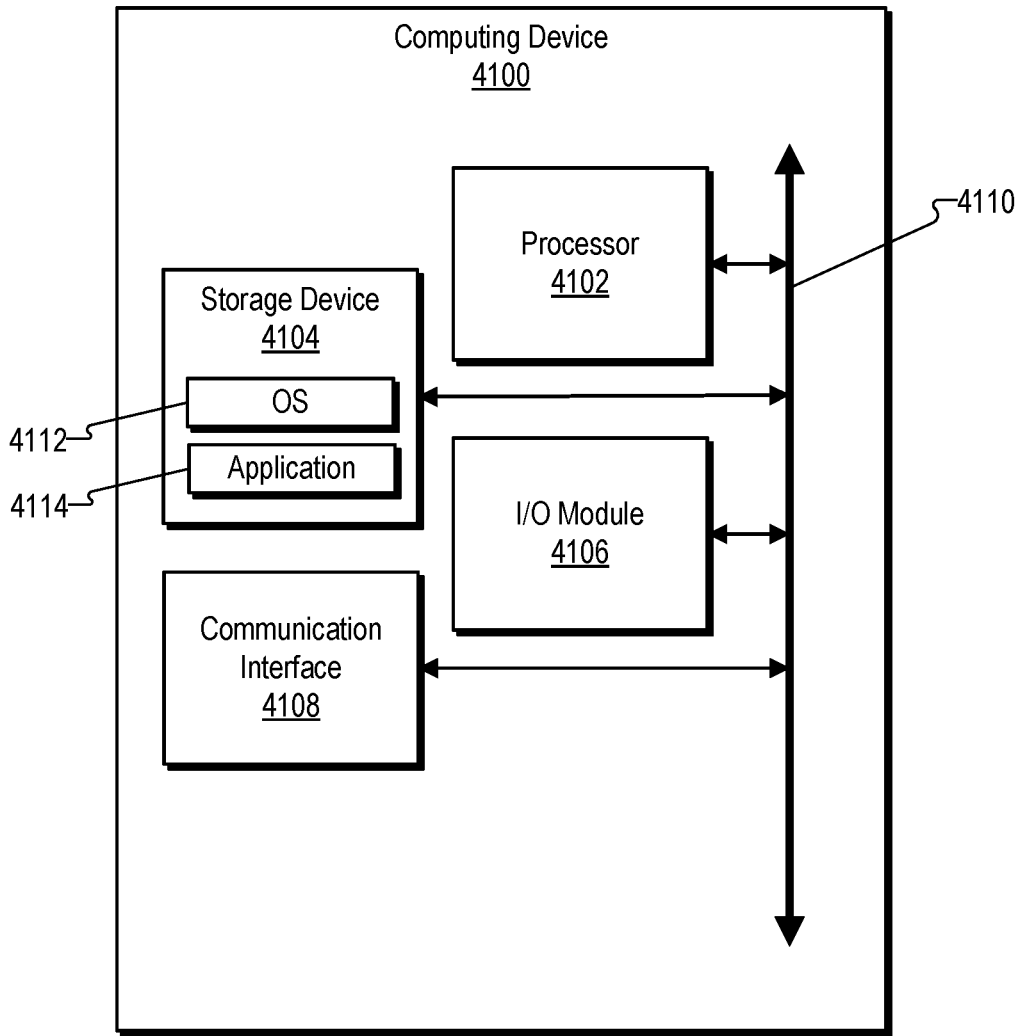 Computing Device
4100
4110
Processor
4102
Storage Device
4104
OS
4112
Application
4114
I/O Module
4106
Communication
Interface
4108